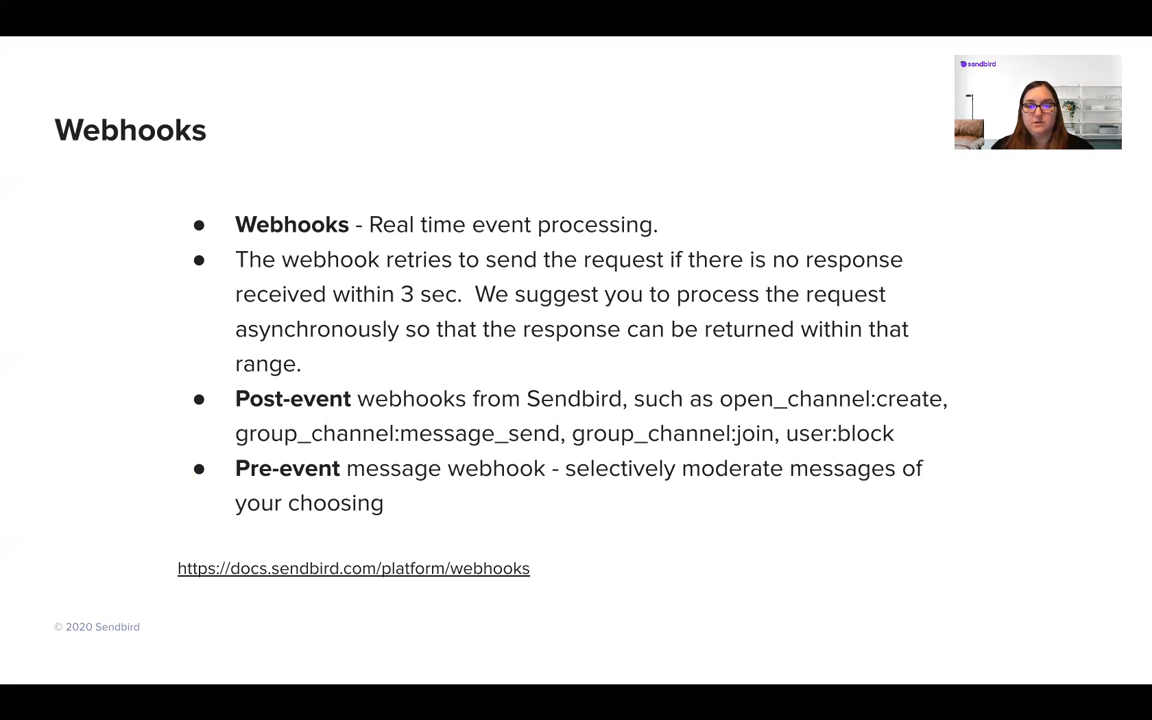 sendbird
Webhooks
● Webhooks - Real time event processing.
● The webhook retries to send the request if there is no response
received within 3 sec.  We suggest you to process the request
asynchronously so that the response can be returned within that
range.
● Post-event webhooks from Sendbird, such as open_channel:create,
group_channel:message_send, group_channel:join, user:block
● Pre-event message webhook - selectively moderate messages of
your choosing
https://docs.sendbird.com/platform/webhooks
© 2020 Sendbird